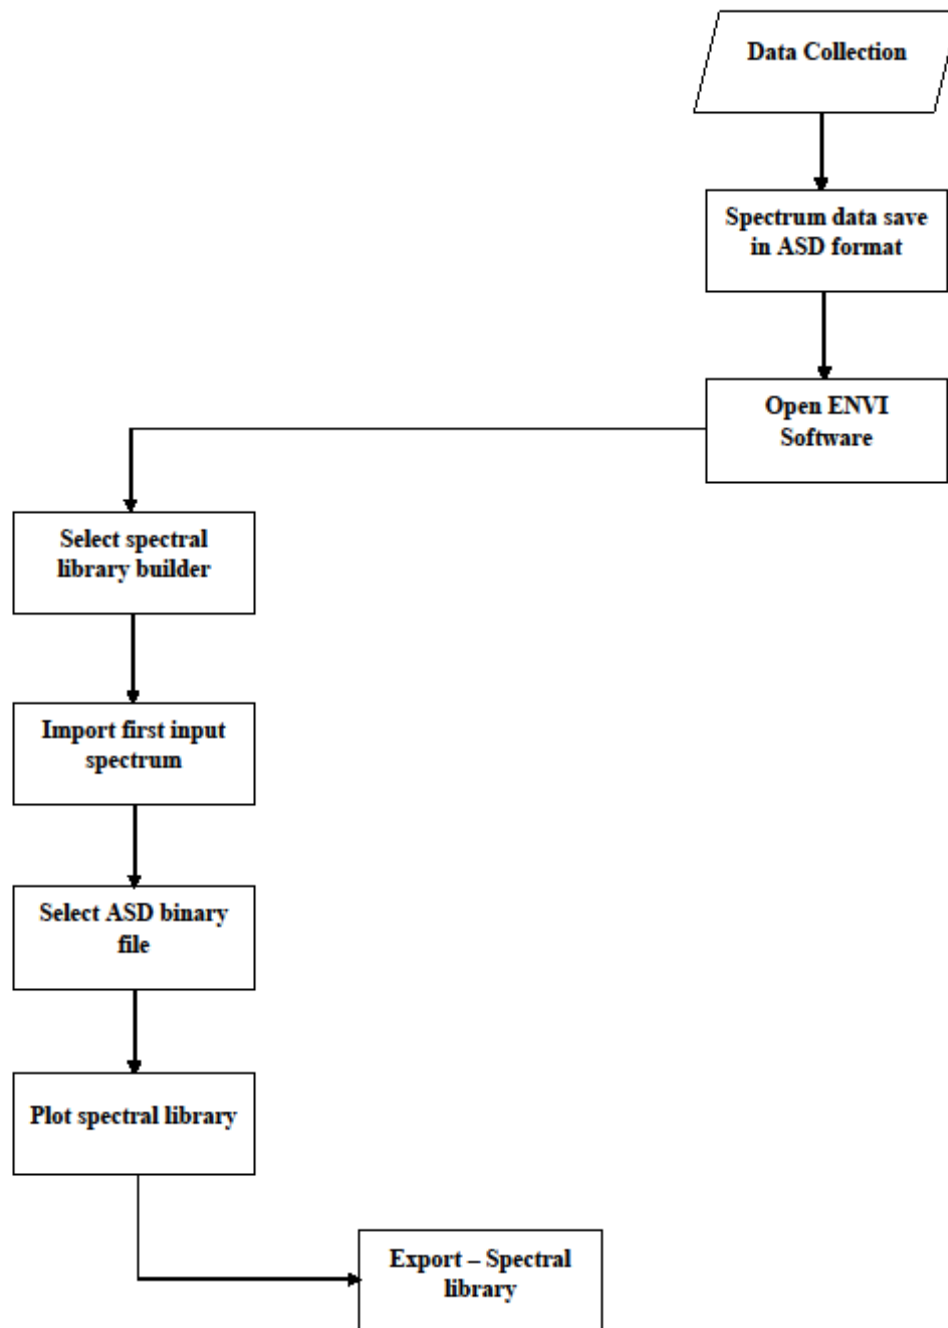 Data Collection
Spectrum data save
in ASD format
Open ENVI
Software
Select spectral
library builder
Import first input
spectrum
Select ASD binary
file
Plot spectral library
Export – Spectral
library